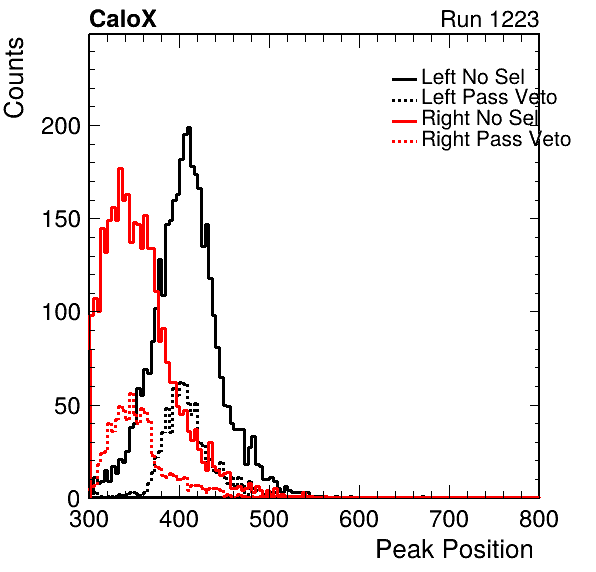 CaloX Run 1223
Counts
Left No Sel
Left Pass Veto
Right No Sel
Right Pass Veto
200
150
100
50
0
300 400 500 600 700 800
Peak Position